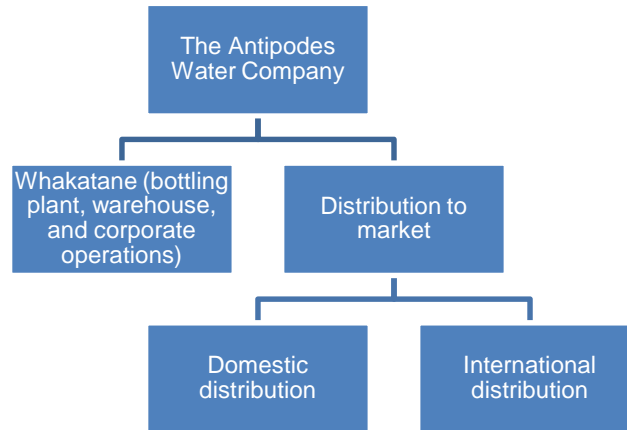 The Antipodes
Water Company
Whakatane (bottling
plant, warehouse,
and corporate
operations)
Distribution to
market
Domestic
distribution
International
distribution